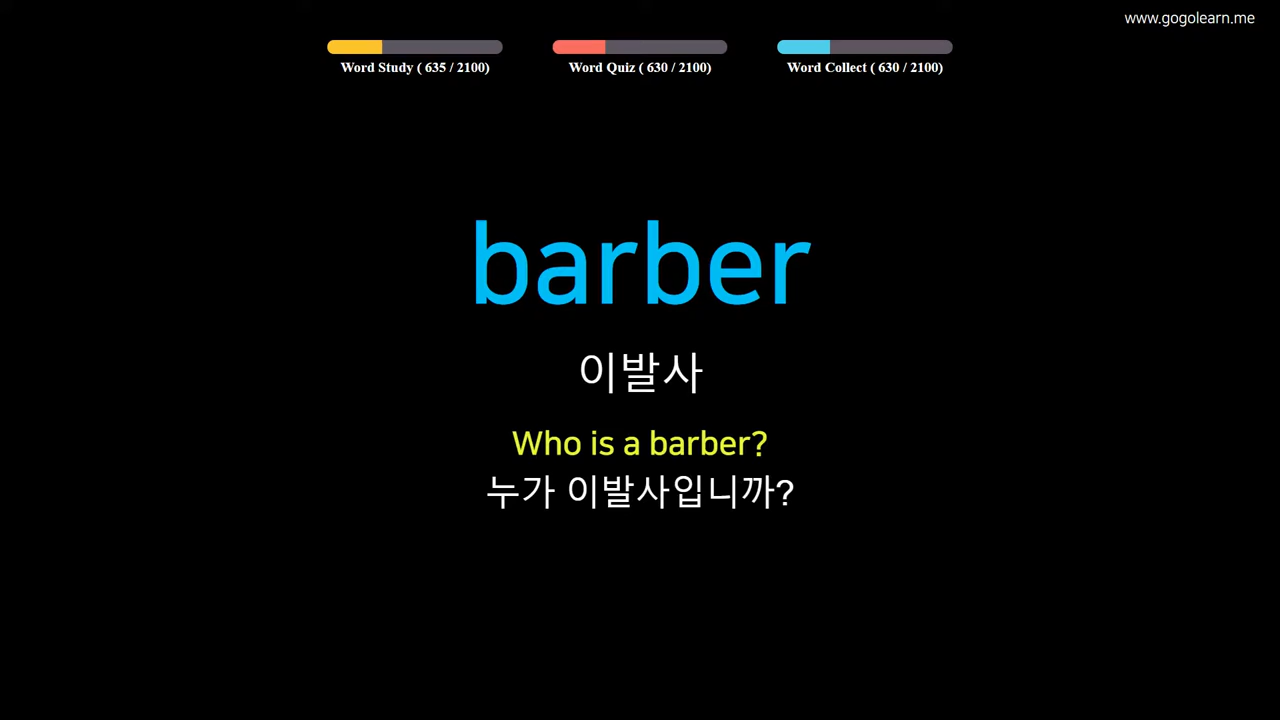 www.gogolearn.me
Word Study ( 635 / 2100)
Word Quiz ( 630 / 2100)
Word Collect ( 630 / 2100)
barber
이발사
Who is a barber?
누가 이발사입니까?